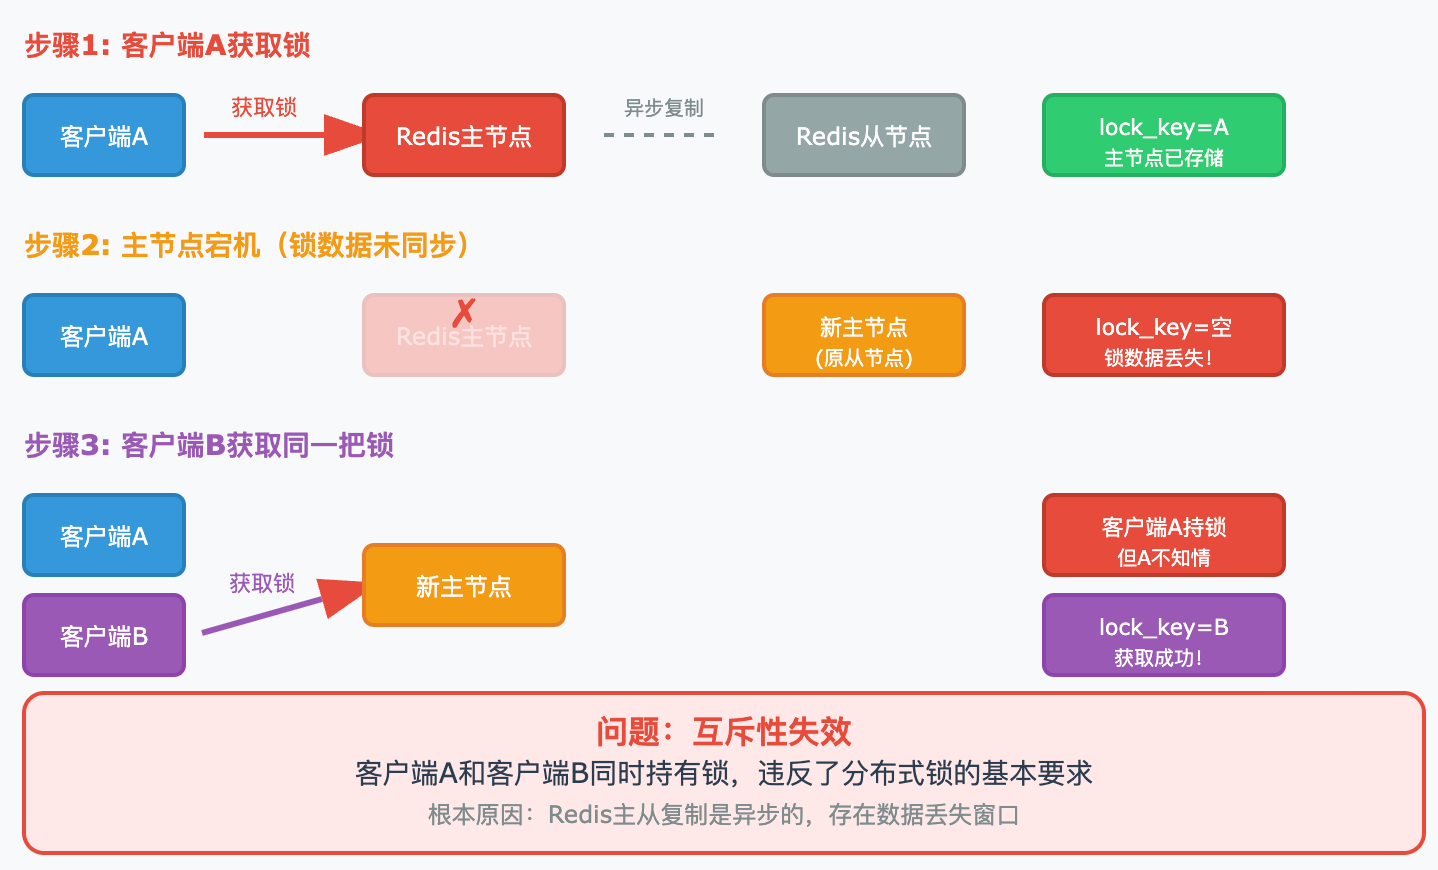 步骤1: 客户端A获取锁
客户端A
获取锁
Redis主节点
异步复制
Redis从节点
lock_key=A
主节点已存储
步骤2: 主节点宕机（锁数据未同步）
客户端A
✗
Redis主节点
新主节点
(原从节点)
lock_key=空
锁数据丢失!
步骤3: 客户端B获取同一把锁
客户端A
客户端B
获取锁
新主节点
客户端A持锁
但A不知情
lock_key=B
获取成功!
问题：互斥性失效
客户端A和客户端B同时持有锁，违反了分布式锁的基本要求
根本原因：Redis主从复制是异步的，存在数据丢失窗口